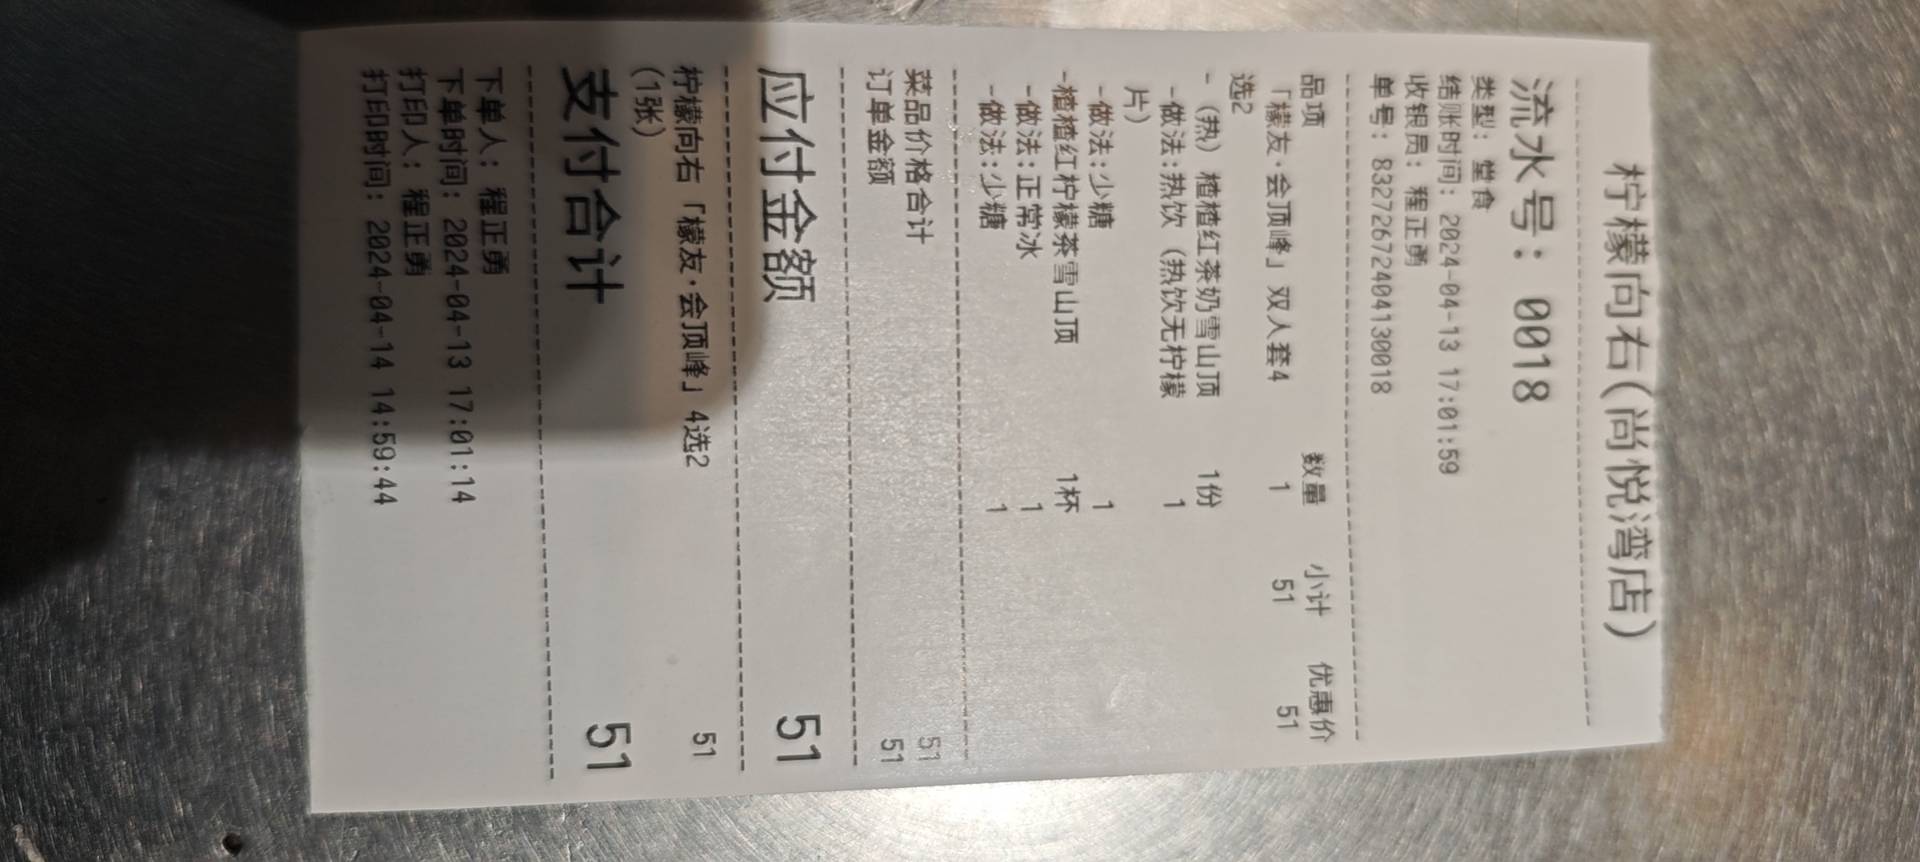 柠檬向右(尚悦湾店)
流水号: 0018
类型: 堂食
结账时间: 2024-04-13 17:01:59
收银员: 程正勇
单号: 832726724041300018
品项 数量 小计 优惠价
「檬友·会顶峰」双人套4 1 51 51
选2
- (热) 楂楂红茶奶雪山顶 1份
-做法:热饮 (热饮无柠檬 1
片)
-做法:少糖 1
-楂楂红柠檬茶雪山顶 1杯
-做法:正常冰 1
-做法:少糖 1
菜品价格合计 51
订单金额 51
应付金额 51
柠檬向右「檬友·会顶峰」4选2 51
(1张)
支付合计 51
下单人: 程正勇
下单时间: 2024-04-13 17:01:14
打印人: 程正勇
打印时间: 2024-04-14 14:59:44